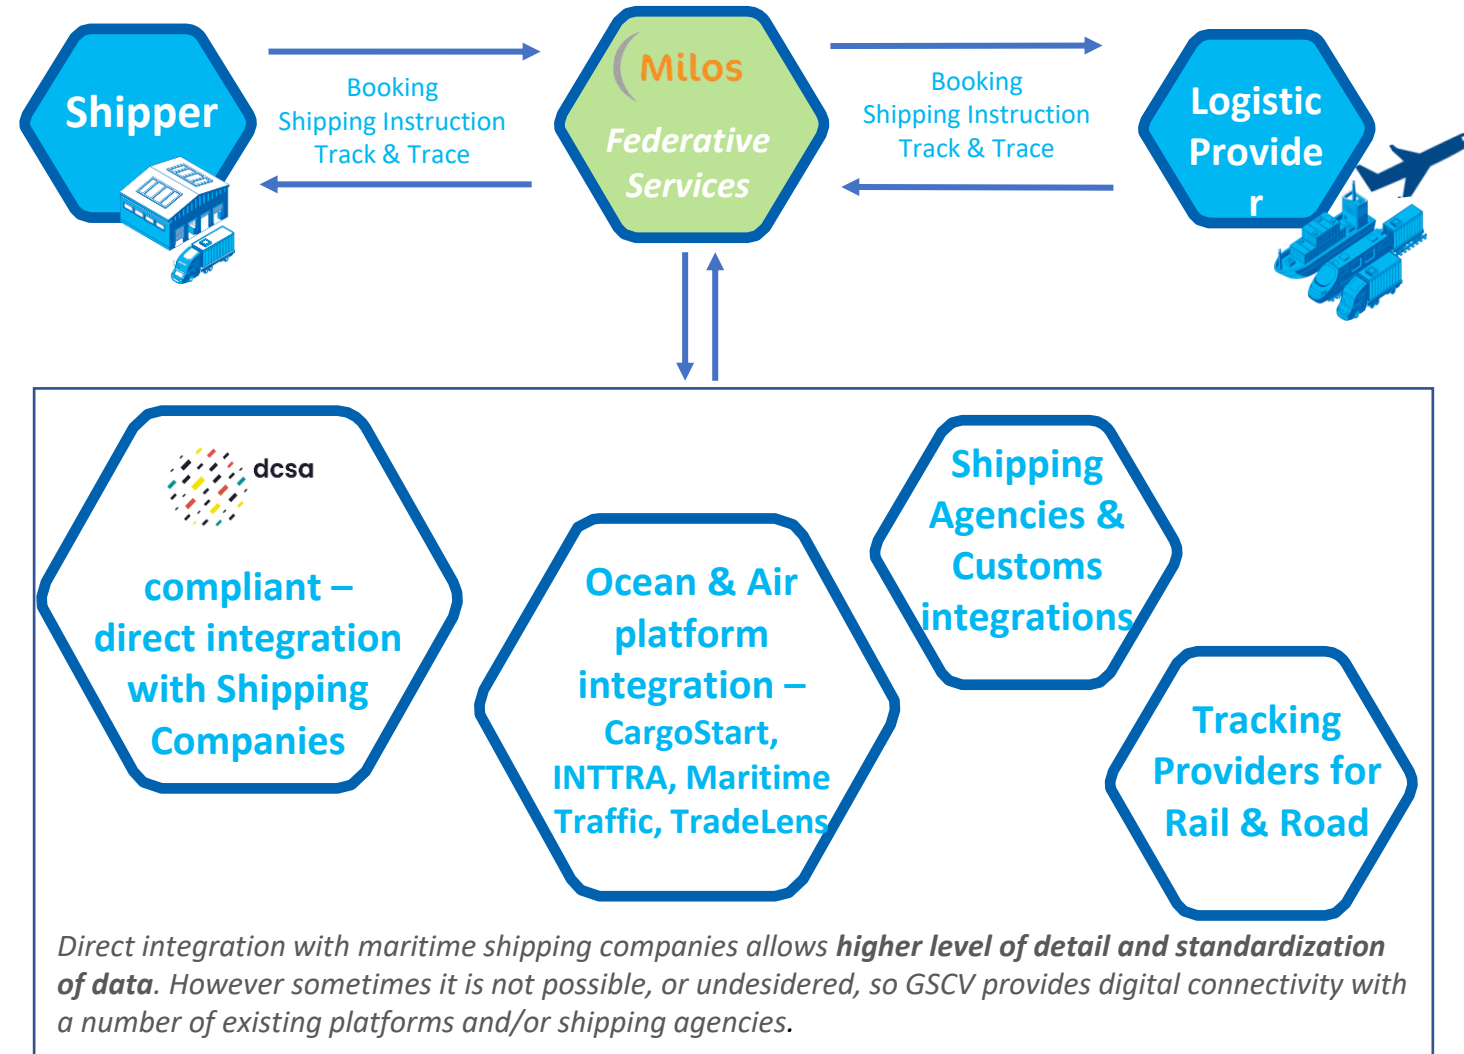 Shipper
Booking
Shipping Instruction
Track & Trace
Milos
Federative
Services
Booking
Shipping Instruction
Track & Trace
Logistic
Provide
r
dcsa
compliant –
direct integration
with Shipping
Companies
Ocean & Air
platform
integration –
CargoStart,
INTTRA, Maritime
Traffic, TradeLens
Shipping
Agencies &
Customs
integrations
Tracking
Providers for
Rail & Road
Direct integration with maritime shipping companies allows higher level of detail and standardization
of data. However sometimes it is not possible, or undesidered, so GSCV provides digital connectivity with
a number of existing platforms and/or shipping agencies.